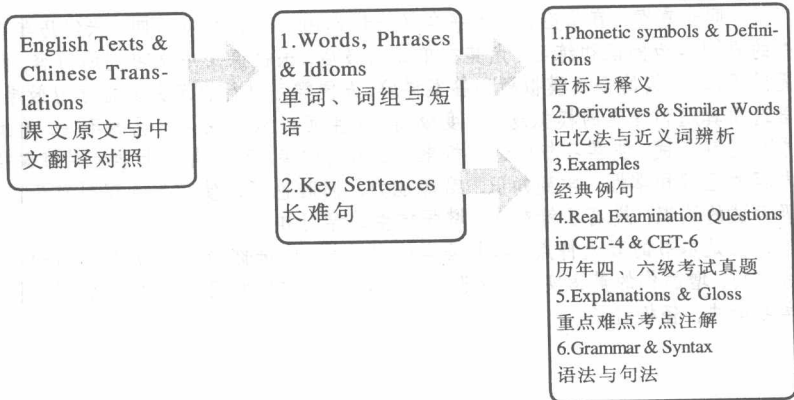 English Texts &
Chinese Trans-
lations
课文原文与中
文翻译对照
1.Words, Phrases
& Idioms
单词、词组与短
语
2.Key Sentences
长难句
1.Phonetic symbols & Defini-
tions
音标与释义
2.Derivatives & Similar Words
记忆法与近义词辨析
3.Examples
经典例句
4.Real Examination Questions
in CET-4 & CET-6
历年四、六级考试真题
5.Explanations & Gloss
重点难点考点注解
6.Grammar & Syntax
语法与句法